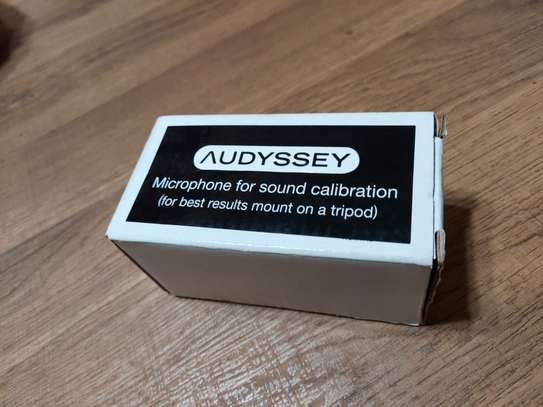 AUDYSSEY
Microphone for sound calibration
(for best results mount on a tripod)